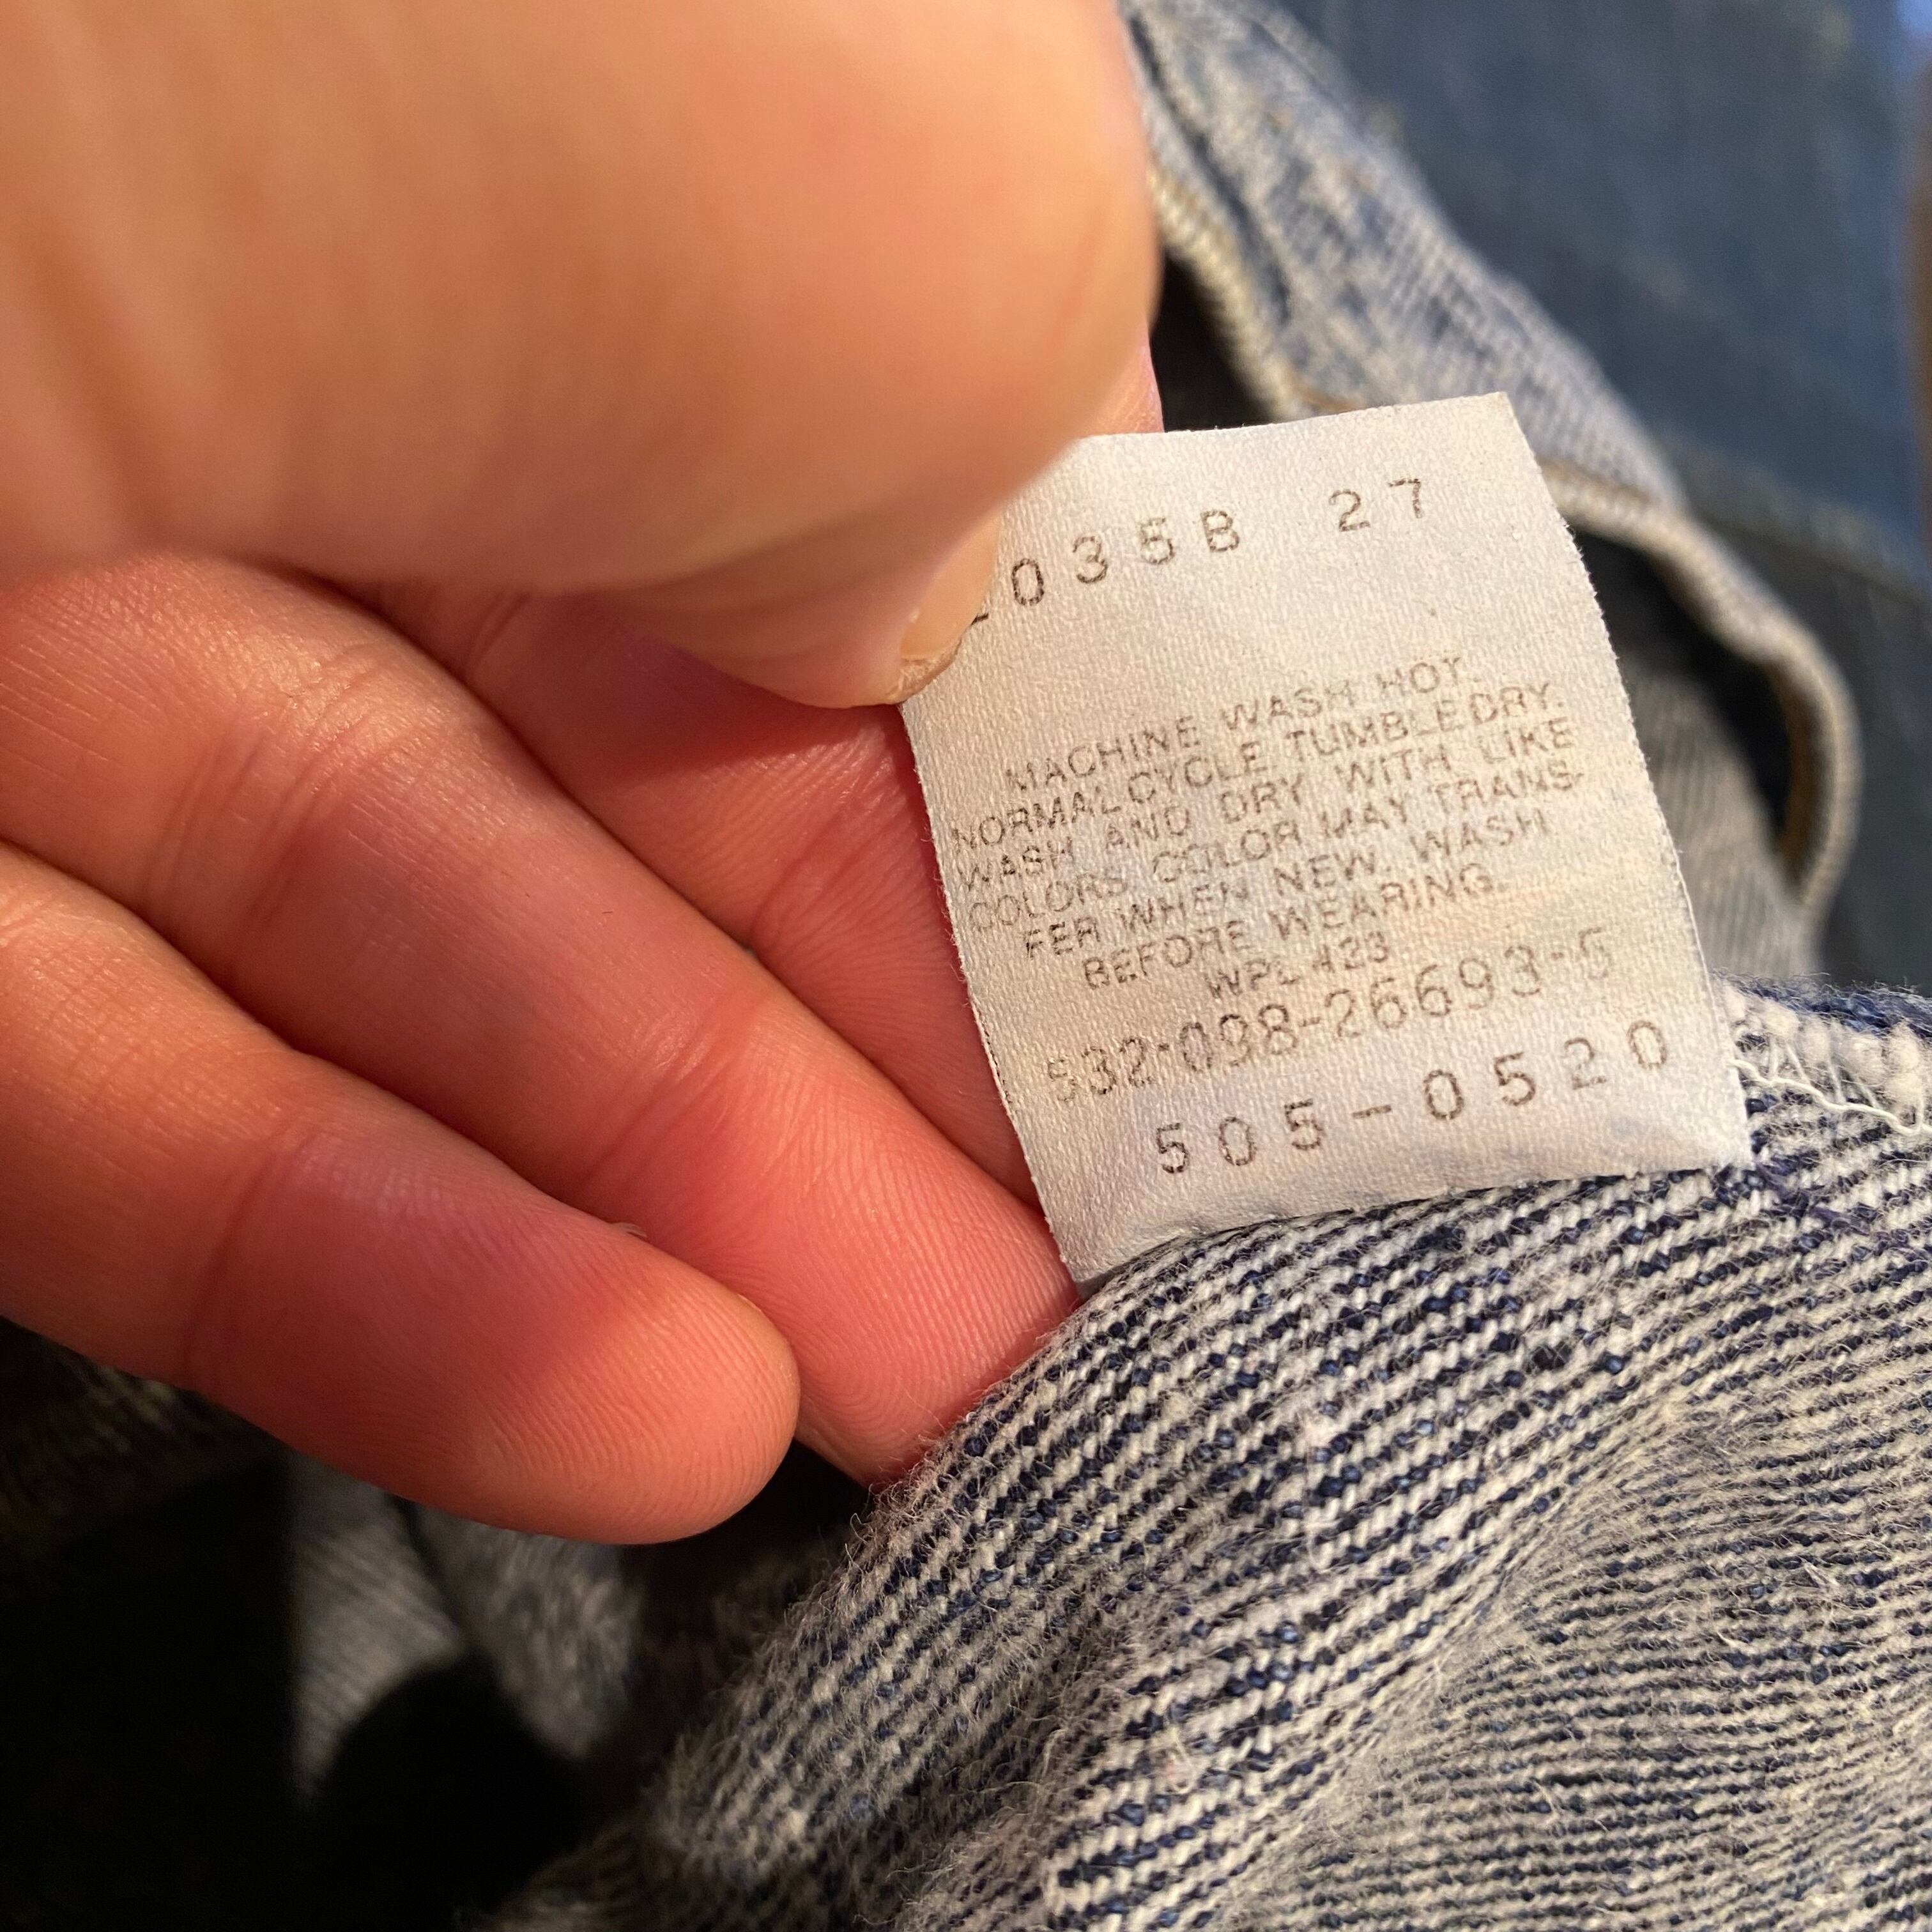 035B 27
MACHINE WASH HOT.
NORMAL CYCLE TUMBLE DRY.
WASH AND DRY WITH LIKE
COLORS COLOR MAY TRANS-
FER WHEN NEW. WASH
BEFORE WEARING.
WPL 423
532-098-26693-5
505-0520